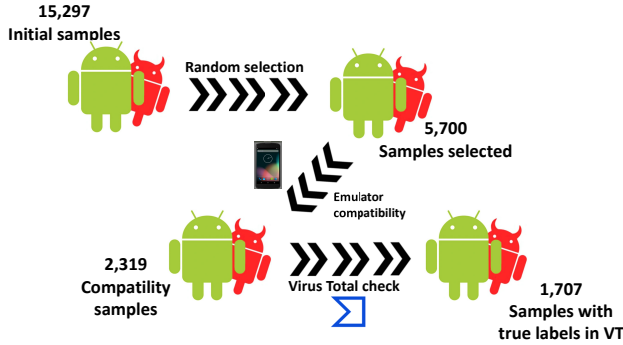 15,297
Initial samples
Random selection
5,700
Samples selected
Emulator
compatibility
2,319
Compatility
samples
Virus Total check
1,707
Samples with
true labels in VT